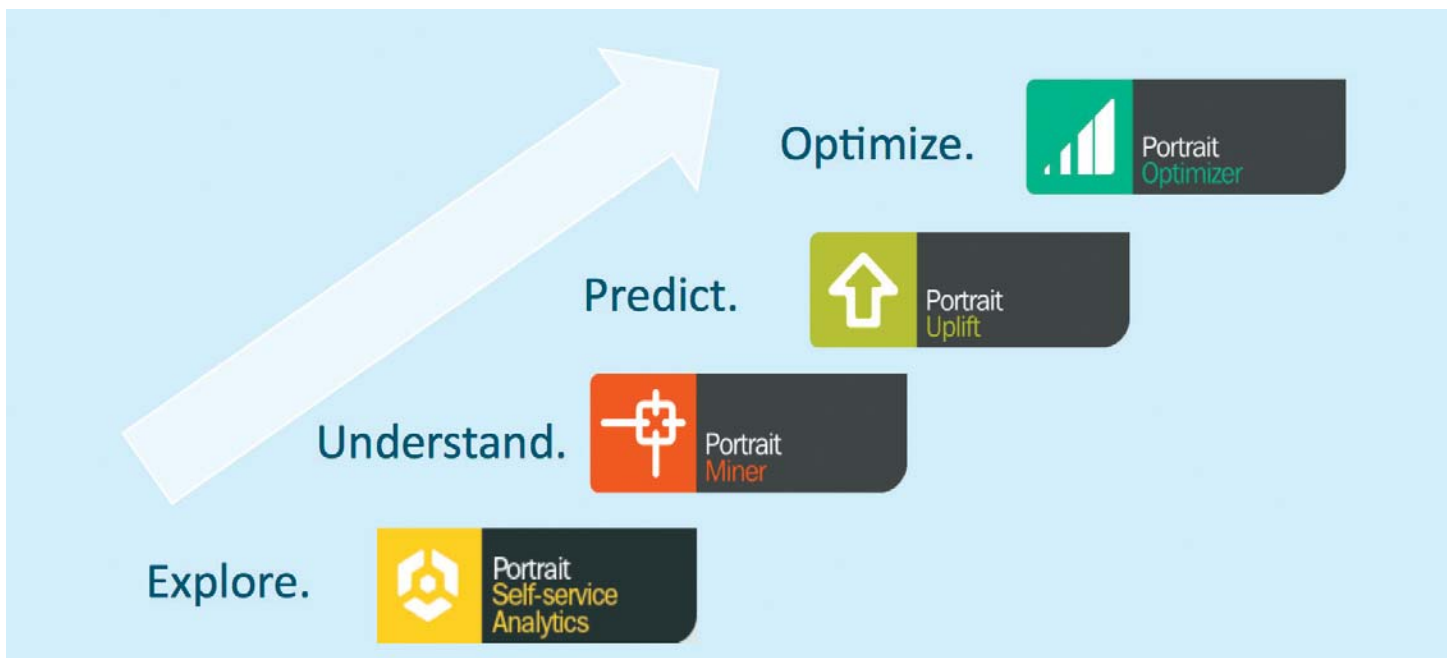 Optimize.
Portrait
Optimizer
Predict.
Portrait
Uplift
Understand.
Portrait
Miner
Explore.
Portrait
Self-service
Analytics